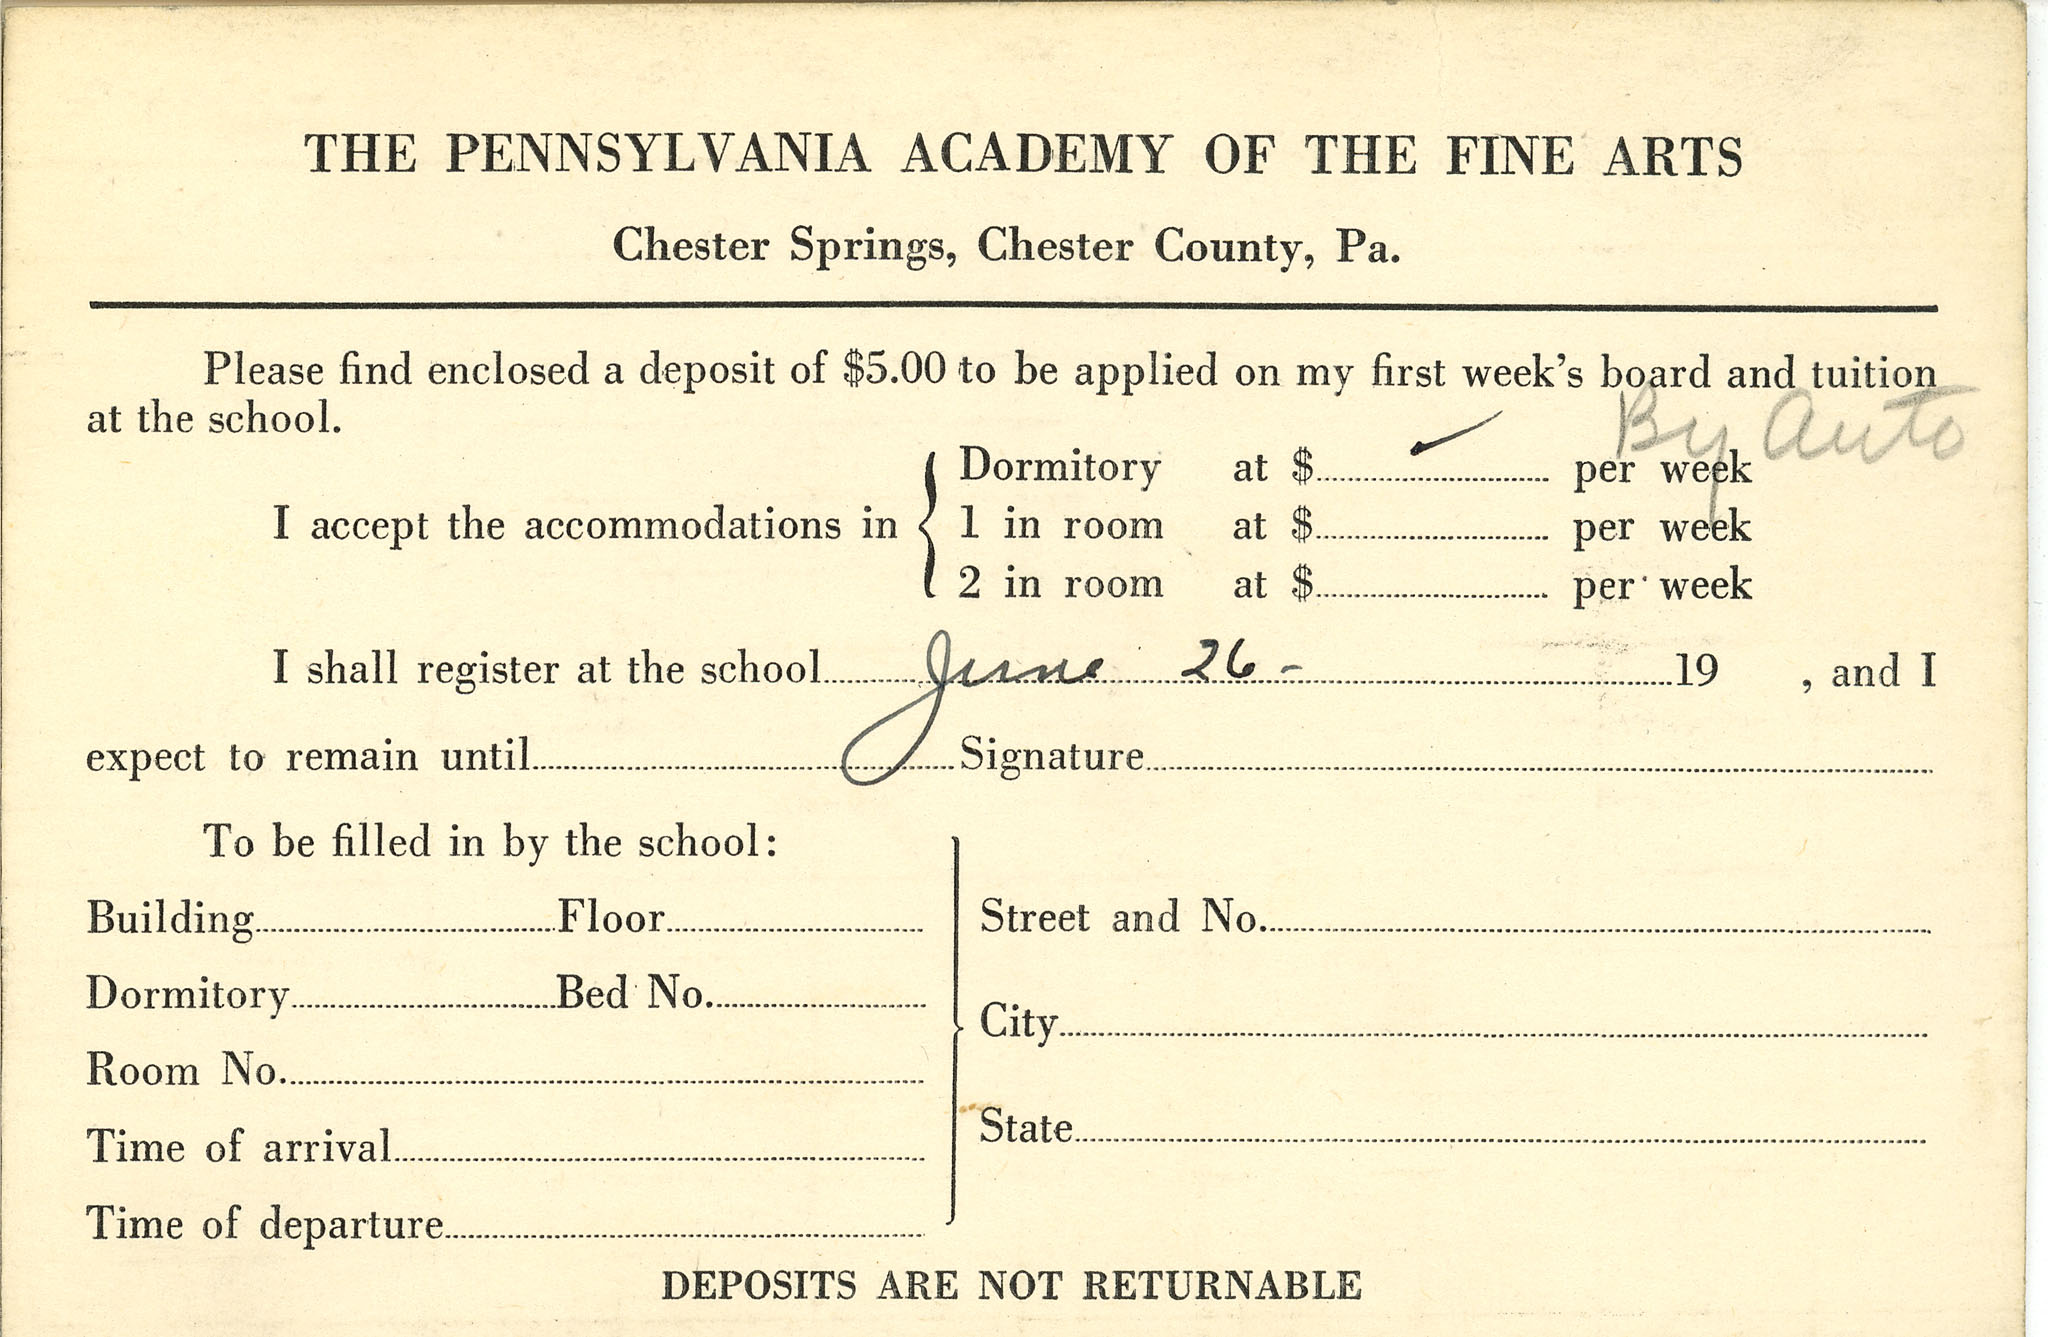 THE PENNSYLVANIA ACADEMY OF THE FINE ARTS
Chester Springs, Chester County, Pa.
Please find enclosed a deposit of $5.00 to be applied on my first week's board and tuition
at the school.
By Auto
I accept the accommodations in
Dormitory at $ ✓ per week
1 in room at $ per week
2 in room at $ per week
I shall register at the school June 26- 19 , and I
expect to remain until Signature
To be filled in by the school:
Building Floor
Dormitory Bed No.
Room No.
Time of arrival
Time of departure
Street and No.
City
State
DEPOSITS ARE NOT RETURNABLE